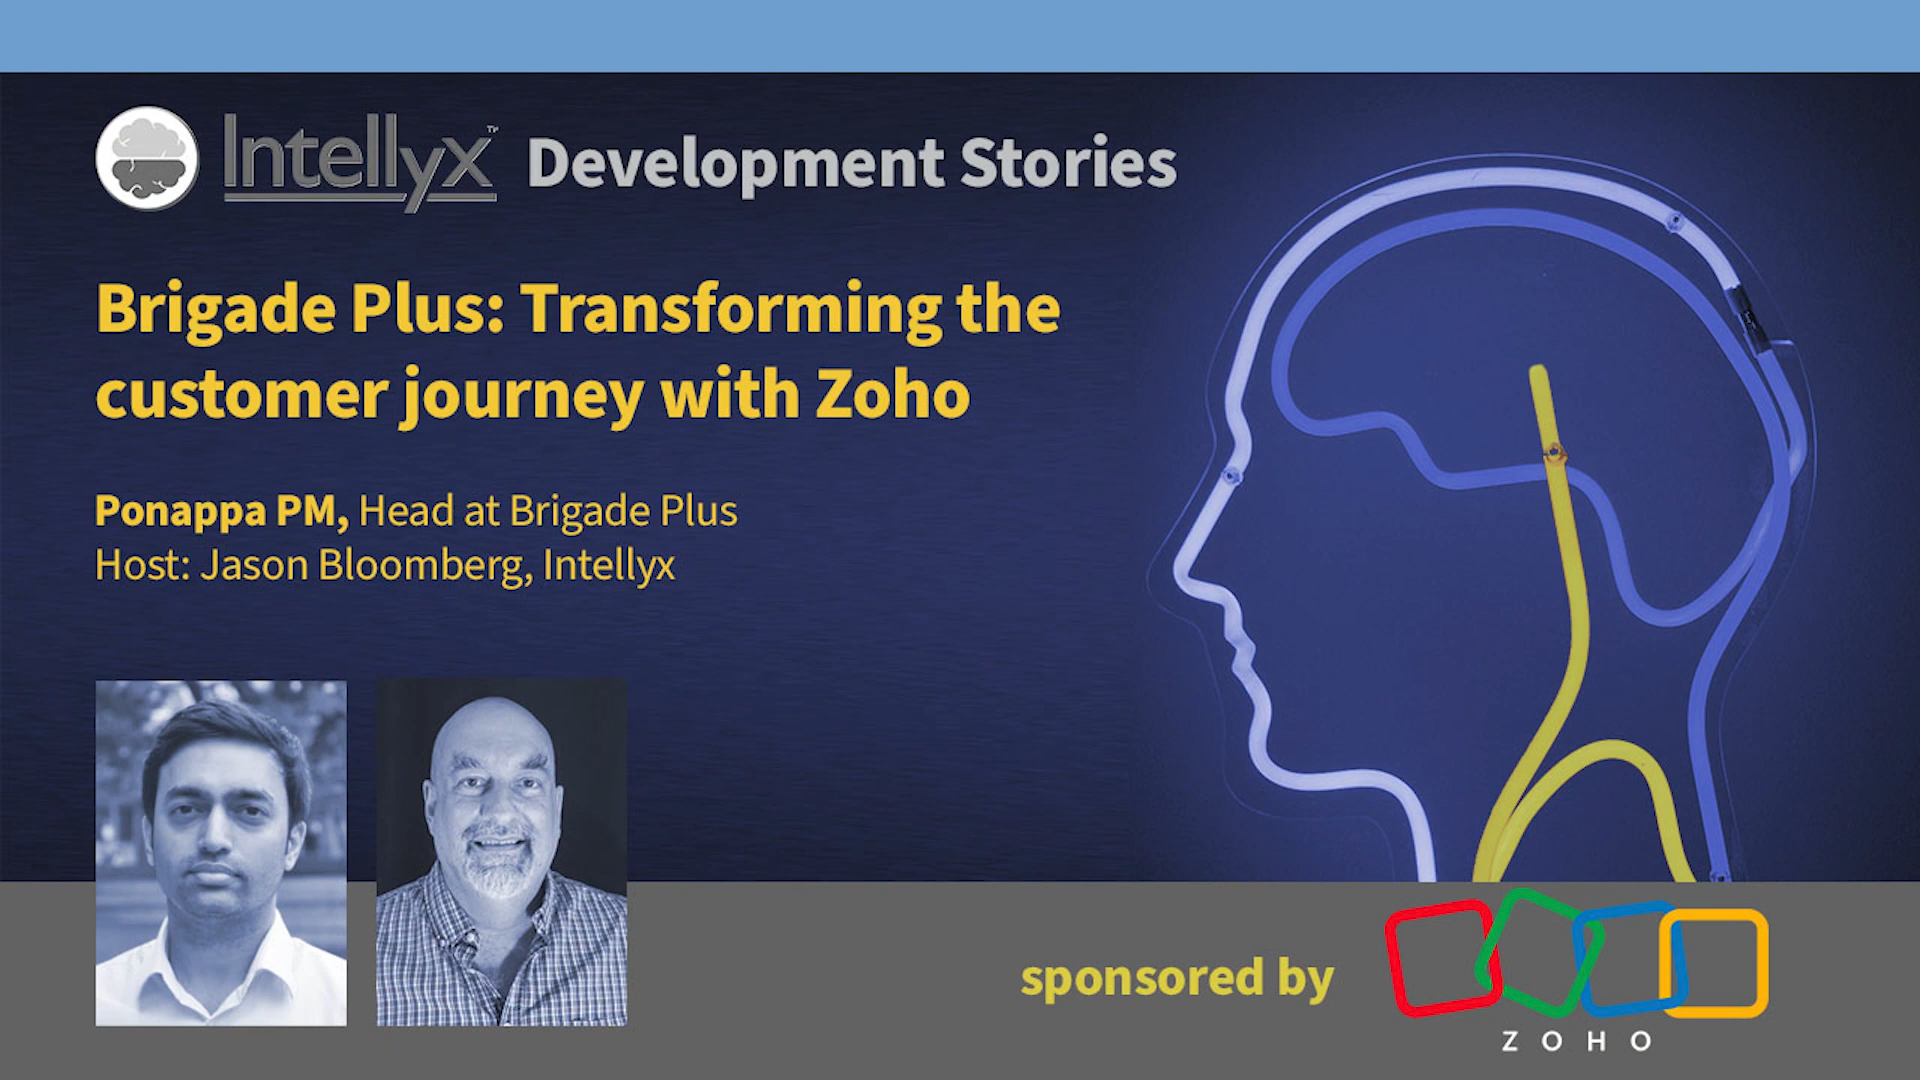 Intellyx™ Development Stories
Brigade Plus: Transforming the
customer journey with Zoho
Ponappa PM, Head at Brigade Plus
Host: Jason Bloomberg, Intellyx
sponsored by
ZOHO